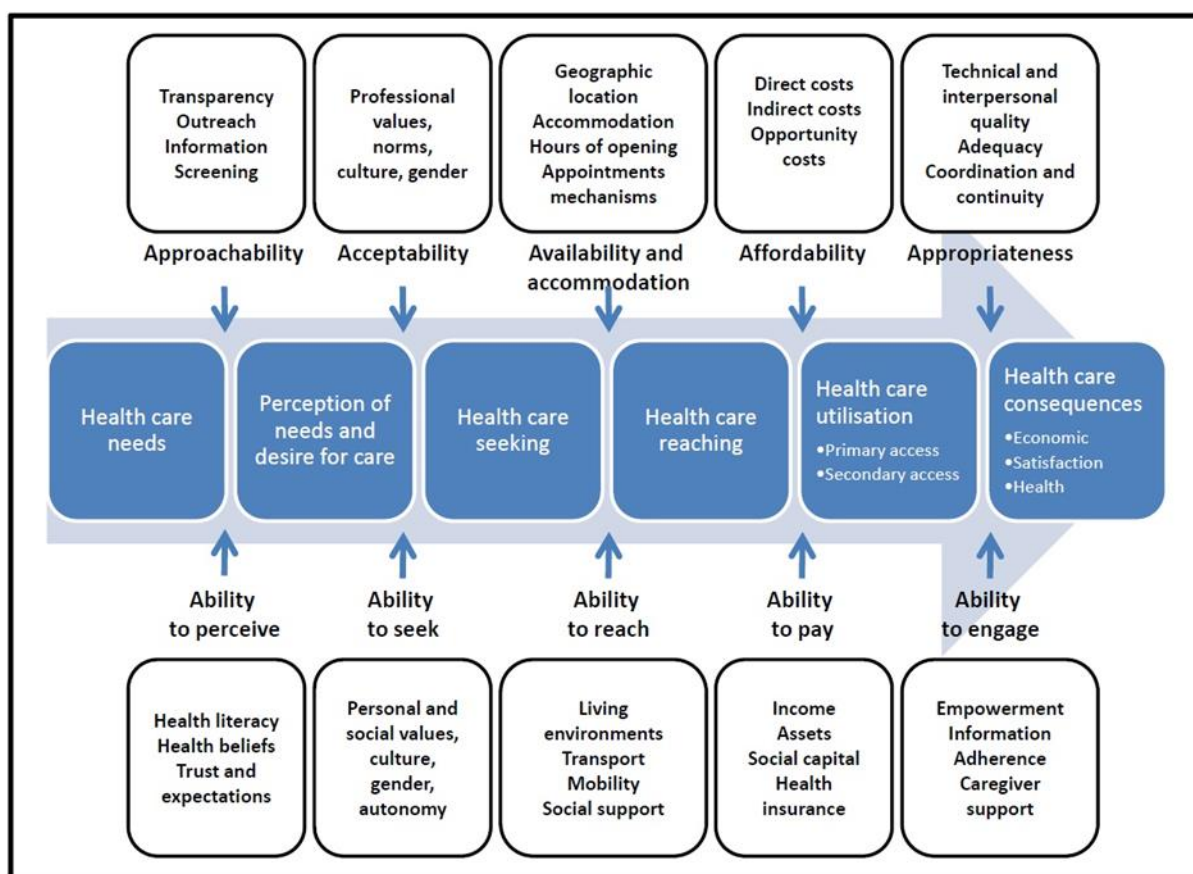 Transparency
Outreach
Information
Screening
Professional
values,
norms,
culture, gender
Geographic
location
Accommodation
Hours of opening
Appointments
mechanisms
Direct costs
Indirect costs
Opportunity
costs
Technical and
interpersonal
quality
Adequacy
Coordination and
continuity
Approachability
Acceptability
Availability and
accommodation
Affordability
Appropriateness
Health care
needs
Perception of
needs and
desire for care
Health care
seeking
Health care
reaching
Health care
utilisation
•Primary access
•Secondary access
Health care
consequences
•Economic
•Satisfaction
•Health
Ability
to perceive
Ability
to seek
Ability
to reach
Ability
to pay
Ability
to engage
Health literacy
Health beliefs
Trust and
expectations
Personal and
social values,
culture,
gender,
autonomy
Living
environments
Transport
Mobility
Social support
Income
Assets
Social capital
Health
insurance
Empowerment
Information
Adherence
Caregiver
support